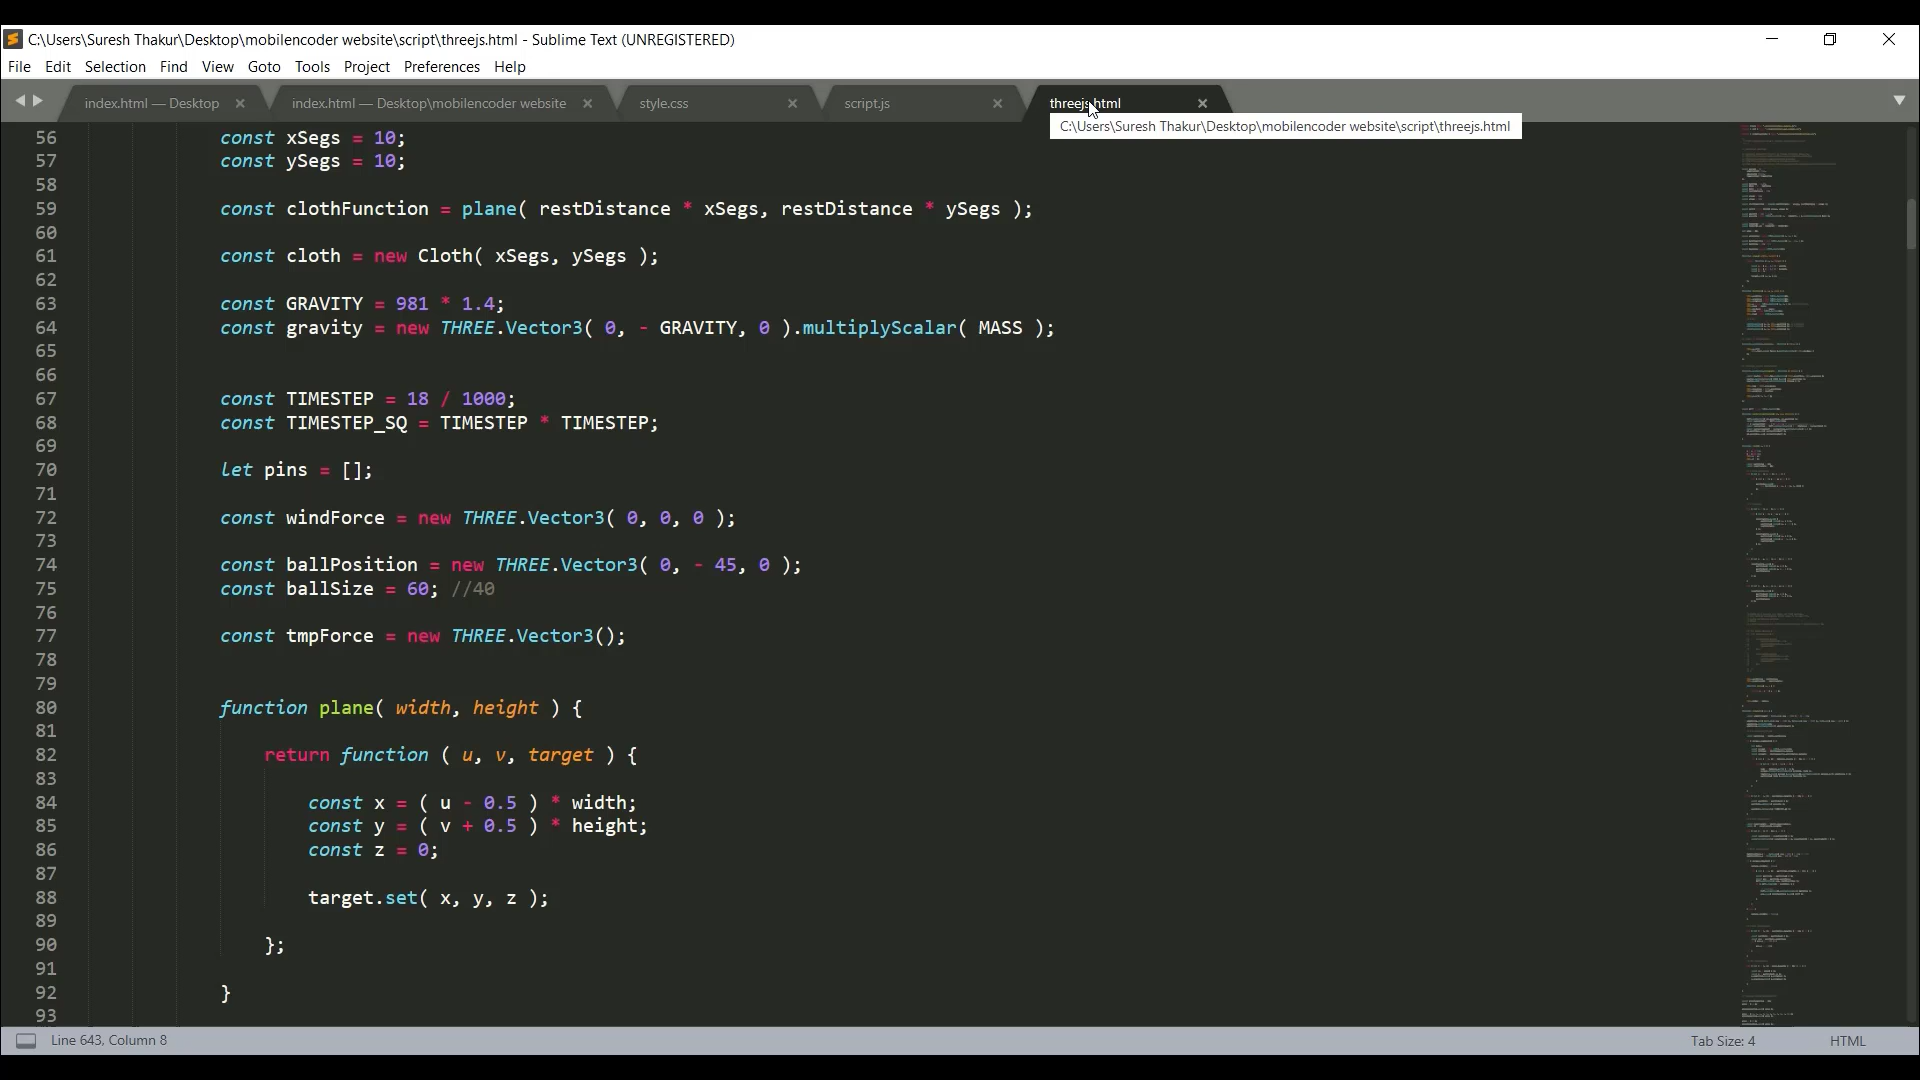 C:\Users\Suresh Thakur\Desktop\mobilencoder website\script\threejs.html - Sublime Text (UNREGISTERED)
File Edit Selection Find View Goto Tools Project Preferences Help
index.html — Desktop index.html — Desktop\mobilencoder website style.css script.js threejs.html
C:\Users\Suresh Thakur\Desktop\mobilencoder website\script\threejs.html
56 const xSegs = 10;
57 const ySegs = 10;
58
59 const clothFunction = plane( restDistance * xSegs, restDistance * ySegs );
60
61 const cloth = new Cloth( xSegs, ySegs );
62
63 const GRAVITY = 981 * 1.4;
64 const gravity = new THREE.Vector3( 0, - GRAVITY, 0 ).multiplyScalar( MASS );
65
66
67 const TIMESTEP = 18 / 1000;
68 const TIMESTEP_SQ = TIMESTEP * TIMESTEP;
69
70 let pins = [];
71
72 const windForce = new THREE.Vector3( 0, 0, 0 );
73
74 const ballPosition = new THREE.Vector3( 0, - 45, 0 );
75 const ballSize = 60; //40
76
77 const tmpForce = new THREE.Vector3();
78
79
80 function plane( width, height ) {
81
82 return function ( u, v, target ) {
83
84 const x = ( u - 0.5 ) * width;
85 const y = ( v + 0.5 ) * height;
86 const z = 0;
87
88 target.set( x, y, z );
89
90 };
91
92 }
93
Line 643, Column 8 Tab Size: 4 HTML